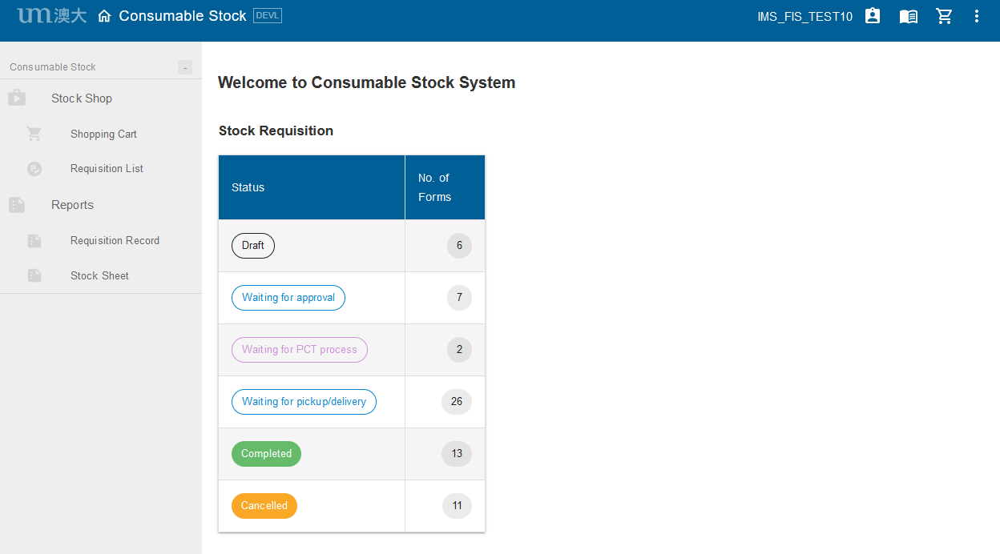 um澳大 Consumable Stock DEVL IMS_FIS_TEST10
Consumable Stock -
Stock Shop
Shopping Cart
Requisition List
Reports
Requisition Record
Stock Sheet
Welcome to Consumable Stock System
Stock Requisition
Status No. of
Forms
Draft 6
Waiting for approval 7
Waiting for PCT process 2
Waiting for pickup/delivery 26
Completed 13
Cancelled 11